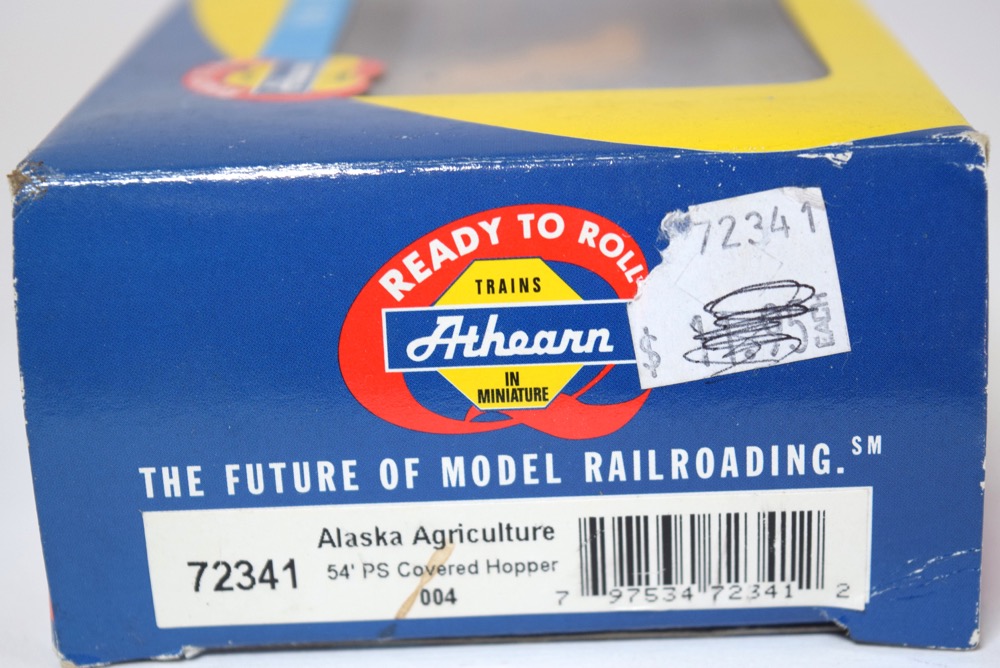 Athearn
READY TO ROLL
TRAINS
Athearn
IN
MINIATURE
72341
$
EACH
THE FUTURE OF MODEL RAILROADING.SM
Alaska Agriculture
72341
54' PS Covered Hopper
004
7 97534 72341 2